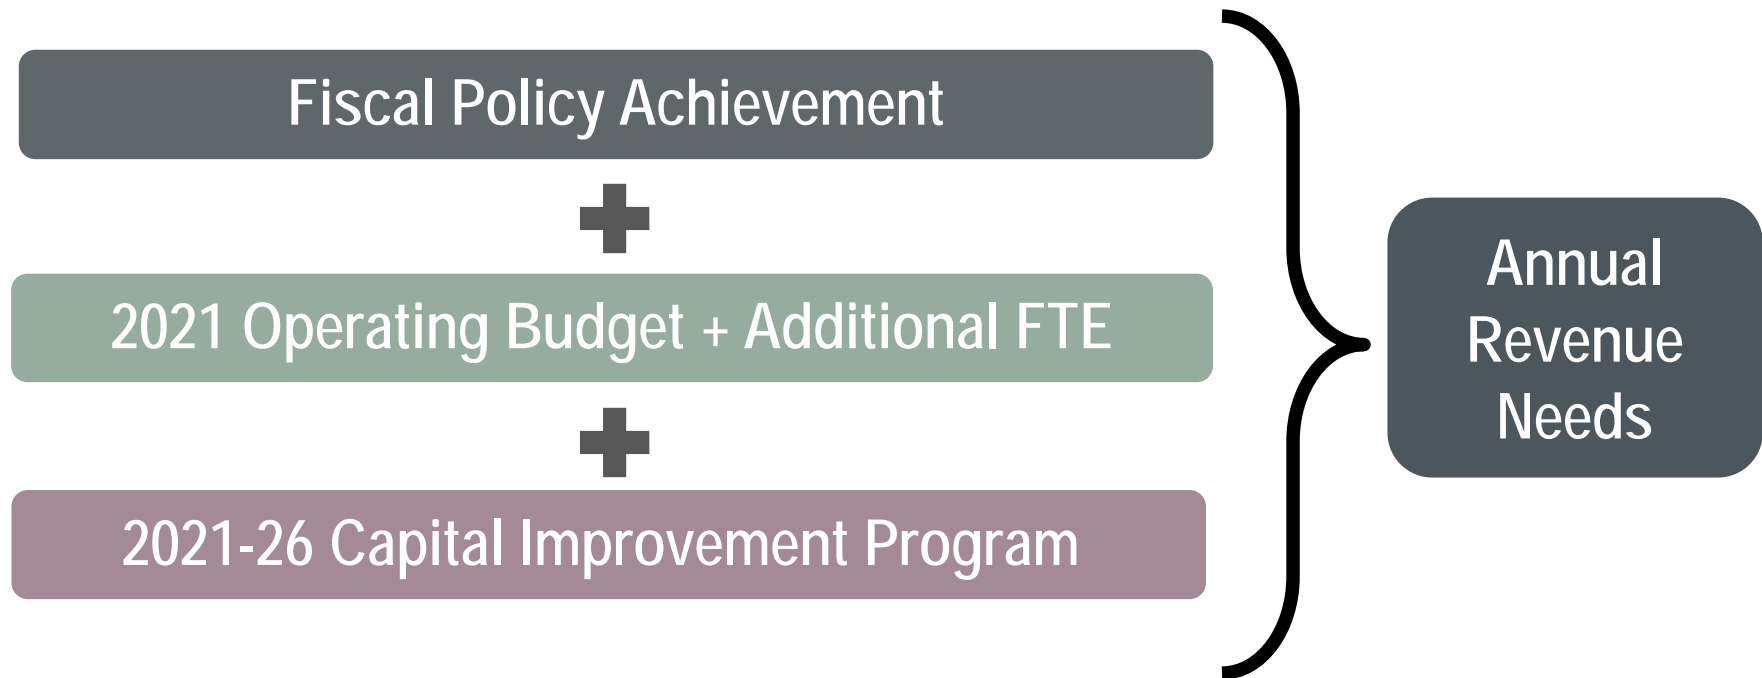 Fiscal Policy Achievement
2021 Operating Budget + Additional FTE
2021-26 Capital Improvement Program
Annual
Revenue
Needs